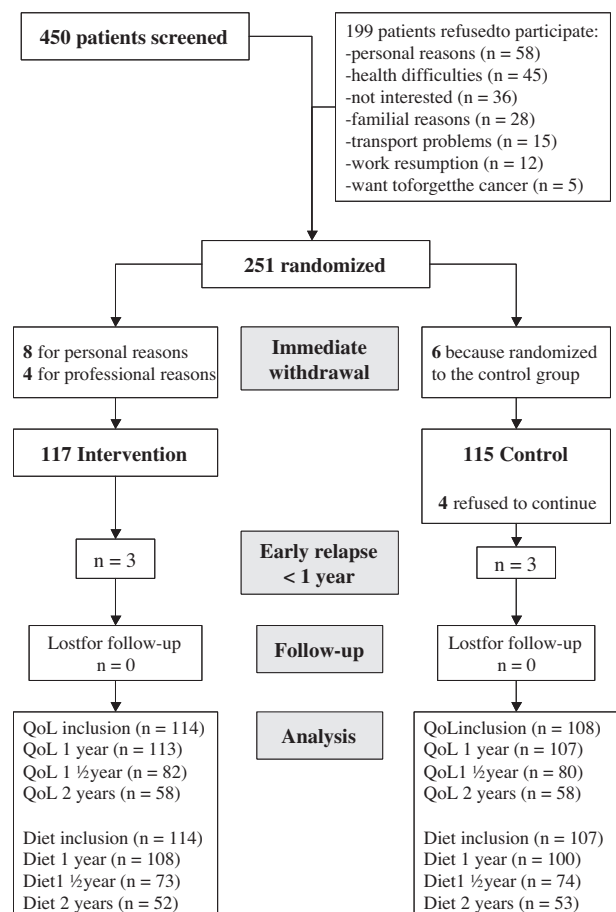 450 patients screened
199 patients refusedto participate:
-personal reasons (n = 58)
-health difficulties (n = 45)
-not interested (n = 36)
-familial reasons (n = 28)
-transport problems (n = 15)
-work resumption (n = 12)
-want toforgetthe cancer (n = 5)
251 randomized
8 for personal reasons
4 for professional reasons
Immediate
withdrawal
6 because randomized
to the control group
117 Intervention
115 Control
4 refused to continue
n = 3
Early relapse
< 1 year
n = 3
Lostfor follow-up
n = 0
Follow-up
Lostfor follow-up
n = 0
QoL inclusion (n = 114)
QoL 1 year (n = 113)
QoL 1 ½year (n = 82)
QoL 2 years (n = 58)
Diet inclusion (n = 114)
Diet 1 year (n = 108)
Diet1 ½year (n = 73)
Diet 2 years (n = 52)
Analysis
QoLinclusion (n = 108)
QoL 1 year (n = 107)
QoL1 ½year (n = 80)
QoL 2 years (n = 58)
Diet inclusion (n = 107)
Diet 1 year (n = 100)
Diet1 ½year (n = 74)
Diet 2 years (n = 53)